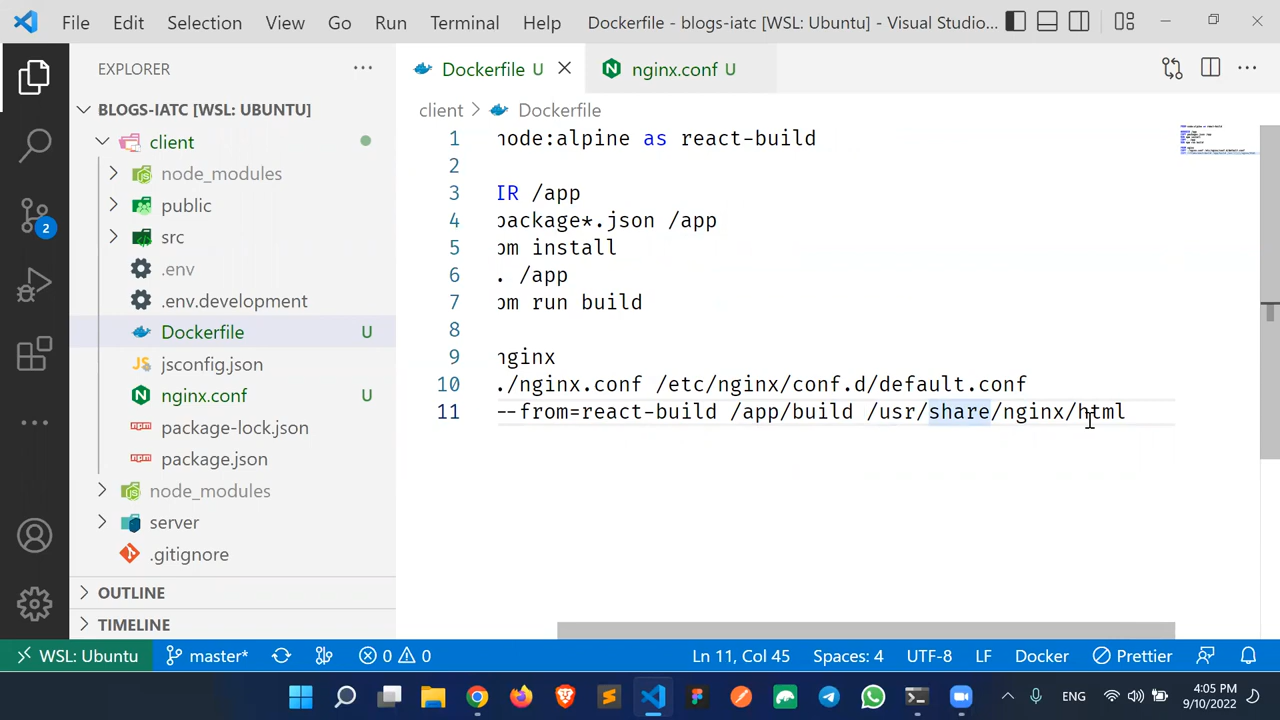 File Edit Selection View Go Run Terminal Help Dockerfile - blogs-iatc [WSL: Ubuntu] - Visual Studio...
EXPLORER
BLOGS-IATC [WSL: UBUNTU]
client
node_modules
public
src
.env
.env.development
Dockerfile U
jsconfig.json
nginx.conf U
package-lock.json
package.json
node_modules
server
.gitignore
OUTLINE
TIMELINE
2
Dockerfile U nginx.conf U
client > Dockerfile
1 node:alpine as react-build
2
3 IR /app
4 package*.json /app
5 pm install
6 . /app
7 pm run build
8
9 nginx
10 ./nginx.conf /etc/nginx/conf.d/default.conf
11 --from=react-build /app/build /usr/share/nginx/html
WSL: Ubuntu master* 0 0 Ln 11, Col 45 Spaces: 4 UTF-8 LF Docker Prettier
ENG 4:05 PM
9/10/2022